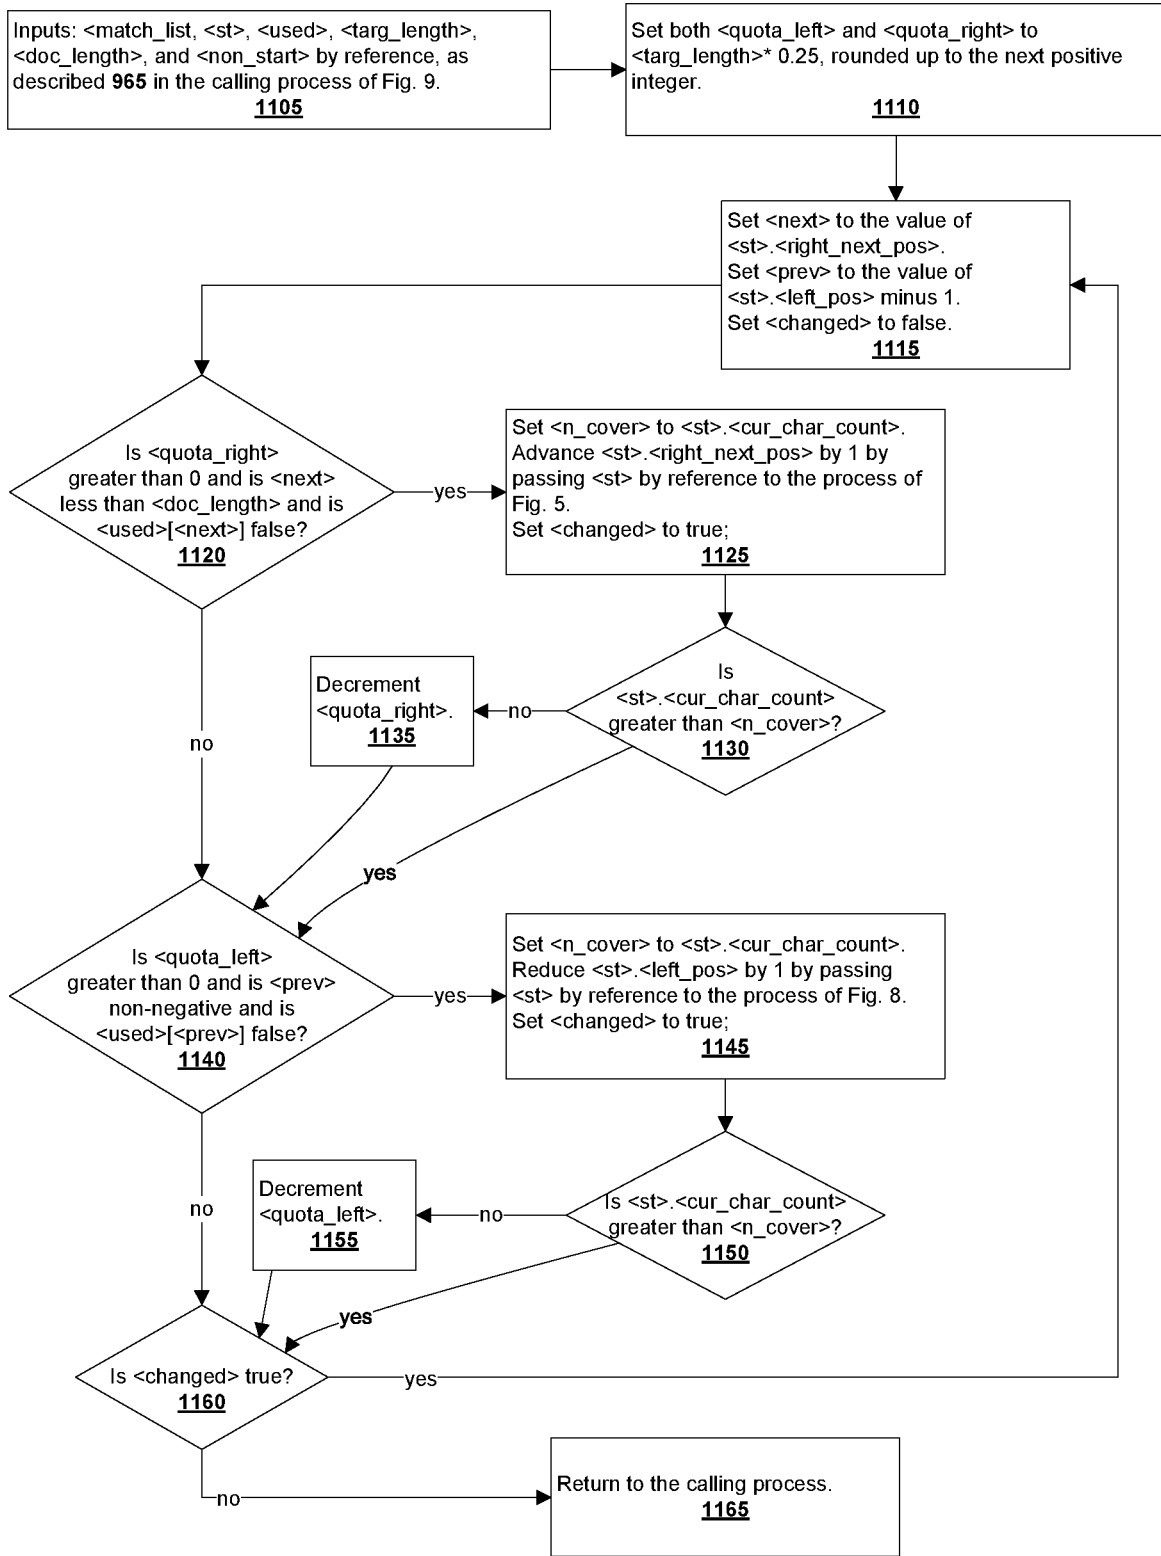 Inputs: <match_list, <st>, <used>, <targ_length>,
<doc_length>, and <non_start> by reference, as
described 965 in the calling process of Fig. 9.
1105
Set both <quota_left> and <quota_right> to
<targ_length>* 0.25, rounded up to the next positive
integer.
1110
Set <next> to the value of
<st>.<right_next_pos>.
Set <prev> to the value of
<st>.<left_pos> minus 1.
Set <changed> to false.
1115
Is <quota_right>
greater than 0 and is <next>
less than <doc_length> and is
<used>[<next>] false?
1120
yes
Set <n_cover> to <st>.<cur_char_count>.
Advance <st>.<right_next_pos> by 1 by
passing <st> by reference to the process of
Fig. 5.
Set <changed> to true;
1125
Is
<st>.<cur_char_count>
greater than <n_cover>?
1130
no
Decrement
<quota_right>.
1135
no
yes
Is <quota_left>
greater than 0 and is <prev>
non-negative and is
<used>[<prev>] false?
1140
yes
Set <n_cover> to <st>.<cur_char_count>.
Reduce <st>.<left_pos> by 1 by passing
<st> by reference to the process of Fig. 8.
Set <changed> to true;
1145
Is <st>.<cur_char_count>
greater than <n_cover>?
1150
no
Decrement
<quota_left>.
1155
no
yes
Is <changed> true?
1160
yes
no
Return to the calling process.
1165